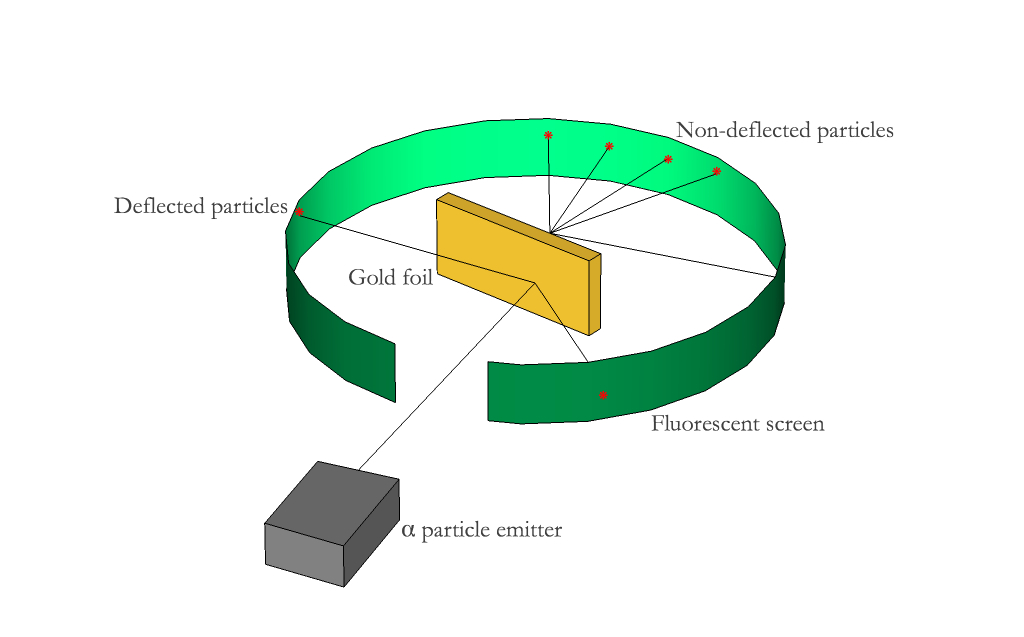 Non-deflected particles
Deflected particles
Gold foil
Fluorescent screen
α particle emitter